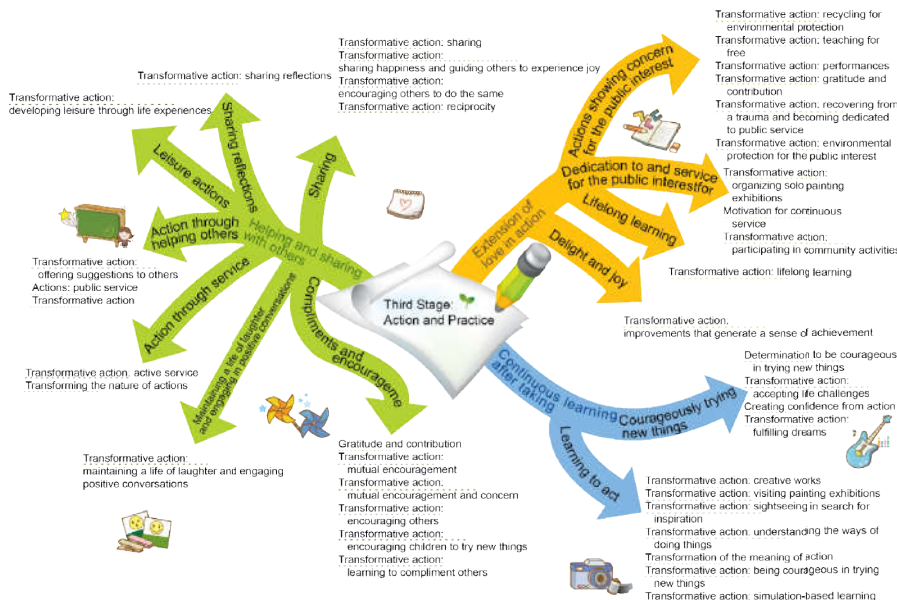 Third Stage:
Action and Practice
Helping and sharing
with others
Sharing
Transformative action: sharing
Transformative action:
sharing happiness and guiding others to experience joy
Transformative action:
encouraging others to do the same
Transformative action: reciprocity
Sharing reflections
Transformative action: sharing reflections
Leisure actions
Transformative action:
developing leisure through life experiences
Action through
helping others
Transformative action:
offering suggestions to others
Actions: public service
Transformative action
Action through service
Transformative action: active service
Transforming the nature of actions
Maintaining a life of laughter
and engaging in positive conversations
Transformative action:
maintaining a life of laughter and engaging
positive conversations
Compliments and
encourageme
Gratitude and contribution
Transformative action:
mutual encouragement
Transformative action:
mutual encouragement and concern
Transformative action:
encouraging others
Transformative action:
encouraging children to try new things
Transformative action:
learning to compliment others
Extension of
love in action
Actions showing concern
for the public interest
Transformative action: recycling for
environmental protection
Transformative action: teaching for
free
Transformative action: performances
Transformative action: gratitude and
contribution
Transformative action: recovering from
a trauma and becoming dedicated
to public service
Transformative action: environmental
protection for the public interest
Dedication to and service
for the public interestfor
Transformative action:
organizing solo painting
exhibitions
Motivation for continuous
service
Transformative action:
participating in community activities
Lifelong learning
Transformative action: lifelong learning
Delight and joy
Transformative action.
improvements that generate a sense of achievement
Continuous learning
after taking
Courageously trying
new things
Determination to be courageous
in trying new things
Transformative action:
accepting life challenges
Creating confidence from action
Transformative action:
fulfilling dreams
Learning to act
Transformative action: creative works
Transformative action: visiting painting exhibitions
Transformative action: sightseeing in search for
inspiration
Transformative action: understanding the ways of
doing things
Transformation of the meaning of action
Transformative action: being courageous in trying
new things
Transformative action: simulation-based learning